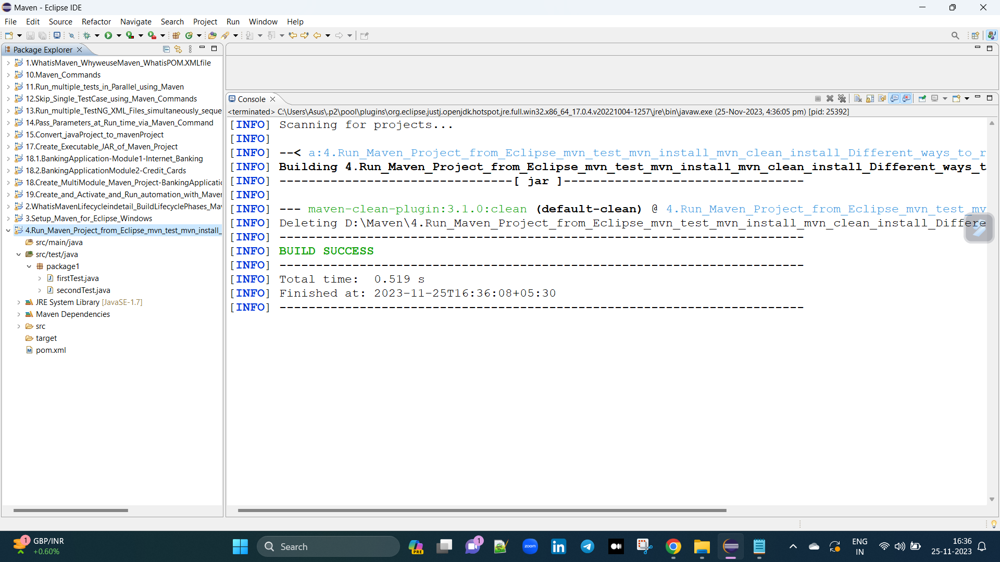 Maven - Eclipse IDE
File Edit Source Refactor Navigate Search Project Run Window Help
Package Explorer
1.WhatisMaven_WhyweuseMaven_WhatisPOM.XMLfile
10.Maven_Commands
11.Run_multiple_tests_in_Parallel_using_Maven
12.Skip_Single_TestCase_using_Maven_Commands
13.Run_multiple_TestNG_XML_Files_simultaneously_seque
14.Pass_Parameters_at_Run_time_via_Maven_Command
15.Convert_javaProject_to_mavenProject
17.Create_Executable_JAR_of_Maven_Project
18.1.BankingApplication-Module1-Internet_Banking
18.2.BankingApplicationModule2-Credit_Cards
18.Create_MultiModule_Maven_Project-BankingApplicati
19.Create_and_Activate_and_Run_automation_with_Maver
2.WhatisMavenLifecycleindetail_BuildLifecyclePhases_Ma
3.Setup_Maven_for_Eclipse_Windows
4.Run_Maven_Project_from_Eclipse_mvn_test_mvn_install_
src/main/java
src/test/java
package1
firstTest.java
secondTest.java
JRE System Library [JavaSE-1.7]
Maven Dependencies
src
target
pom.xml
Console
<terminated> C:\Users\Asus\.p2\pool\plugins\org.eclipse.justj.openjdk.hotspot.jre.full.win32.x86_64_17.0.4.v20221004-1257\jre\bin\javaw.exe (25-Nov-2023, 4:36:05 pm) [pid: 25392]
[INFO] Scanning for projects...
[INFO]
[INFO] --< a:4.Run_Maven_Project_from_Eclipse_mvn_test_mvn_install_mvn_clean_install_Different_ways_to_r
[INFO] Building 4.Run_Maven_Project_from_Eclipse_mvn_test_mvn_install_mvn_clean_install_Different_ways_t
[INFO] --------------------------------[ jar ]---------------------------------
[INFO]
[INFO] --- maven-clean-plugin:3.1.0:clean (default-clean) @ 4.Run_Maven_Project_from_Eclipse_mvn_test_mv
[INFO] Deleting D:\Maven\4.Run_Maven_Project_from_Eclipse_mvn_test_mvn_install_mvn_clean_install_Differe
[INFO] ------------------------------------------------------------------------
[INFO] BUILD SUCCESS
[INFO] ------------------------------------------------------------------------
[INFO] Total time:  0.519 s
[INFO] Finished at: 2023-11-25T16:36:08+05:30
[INFO] ------------------------------------------------------------------------
1
GBP/INR
+0.60%
Search
PRE
1
zoom
in
ENG
IN
16:36
25-11-2023